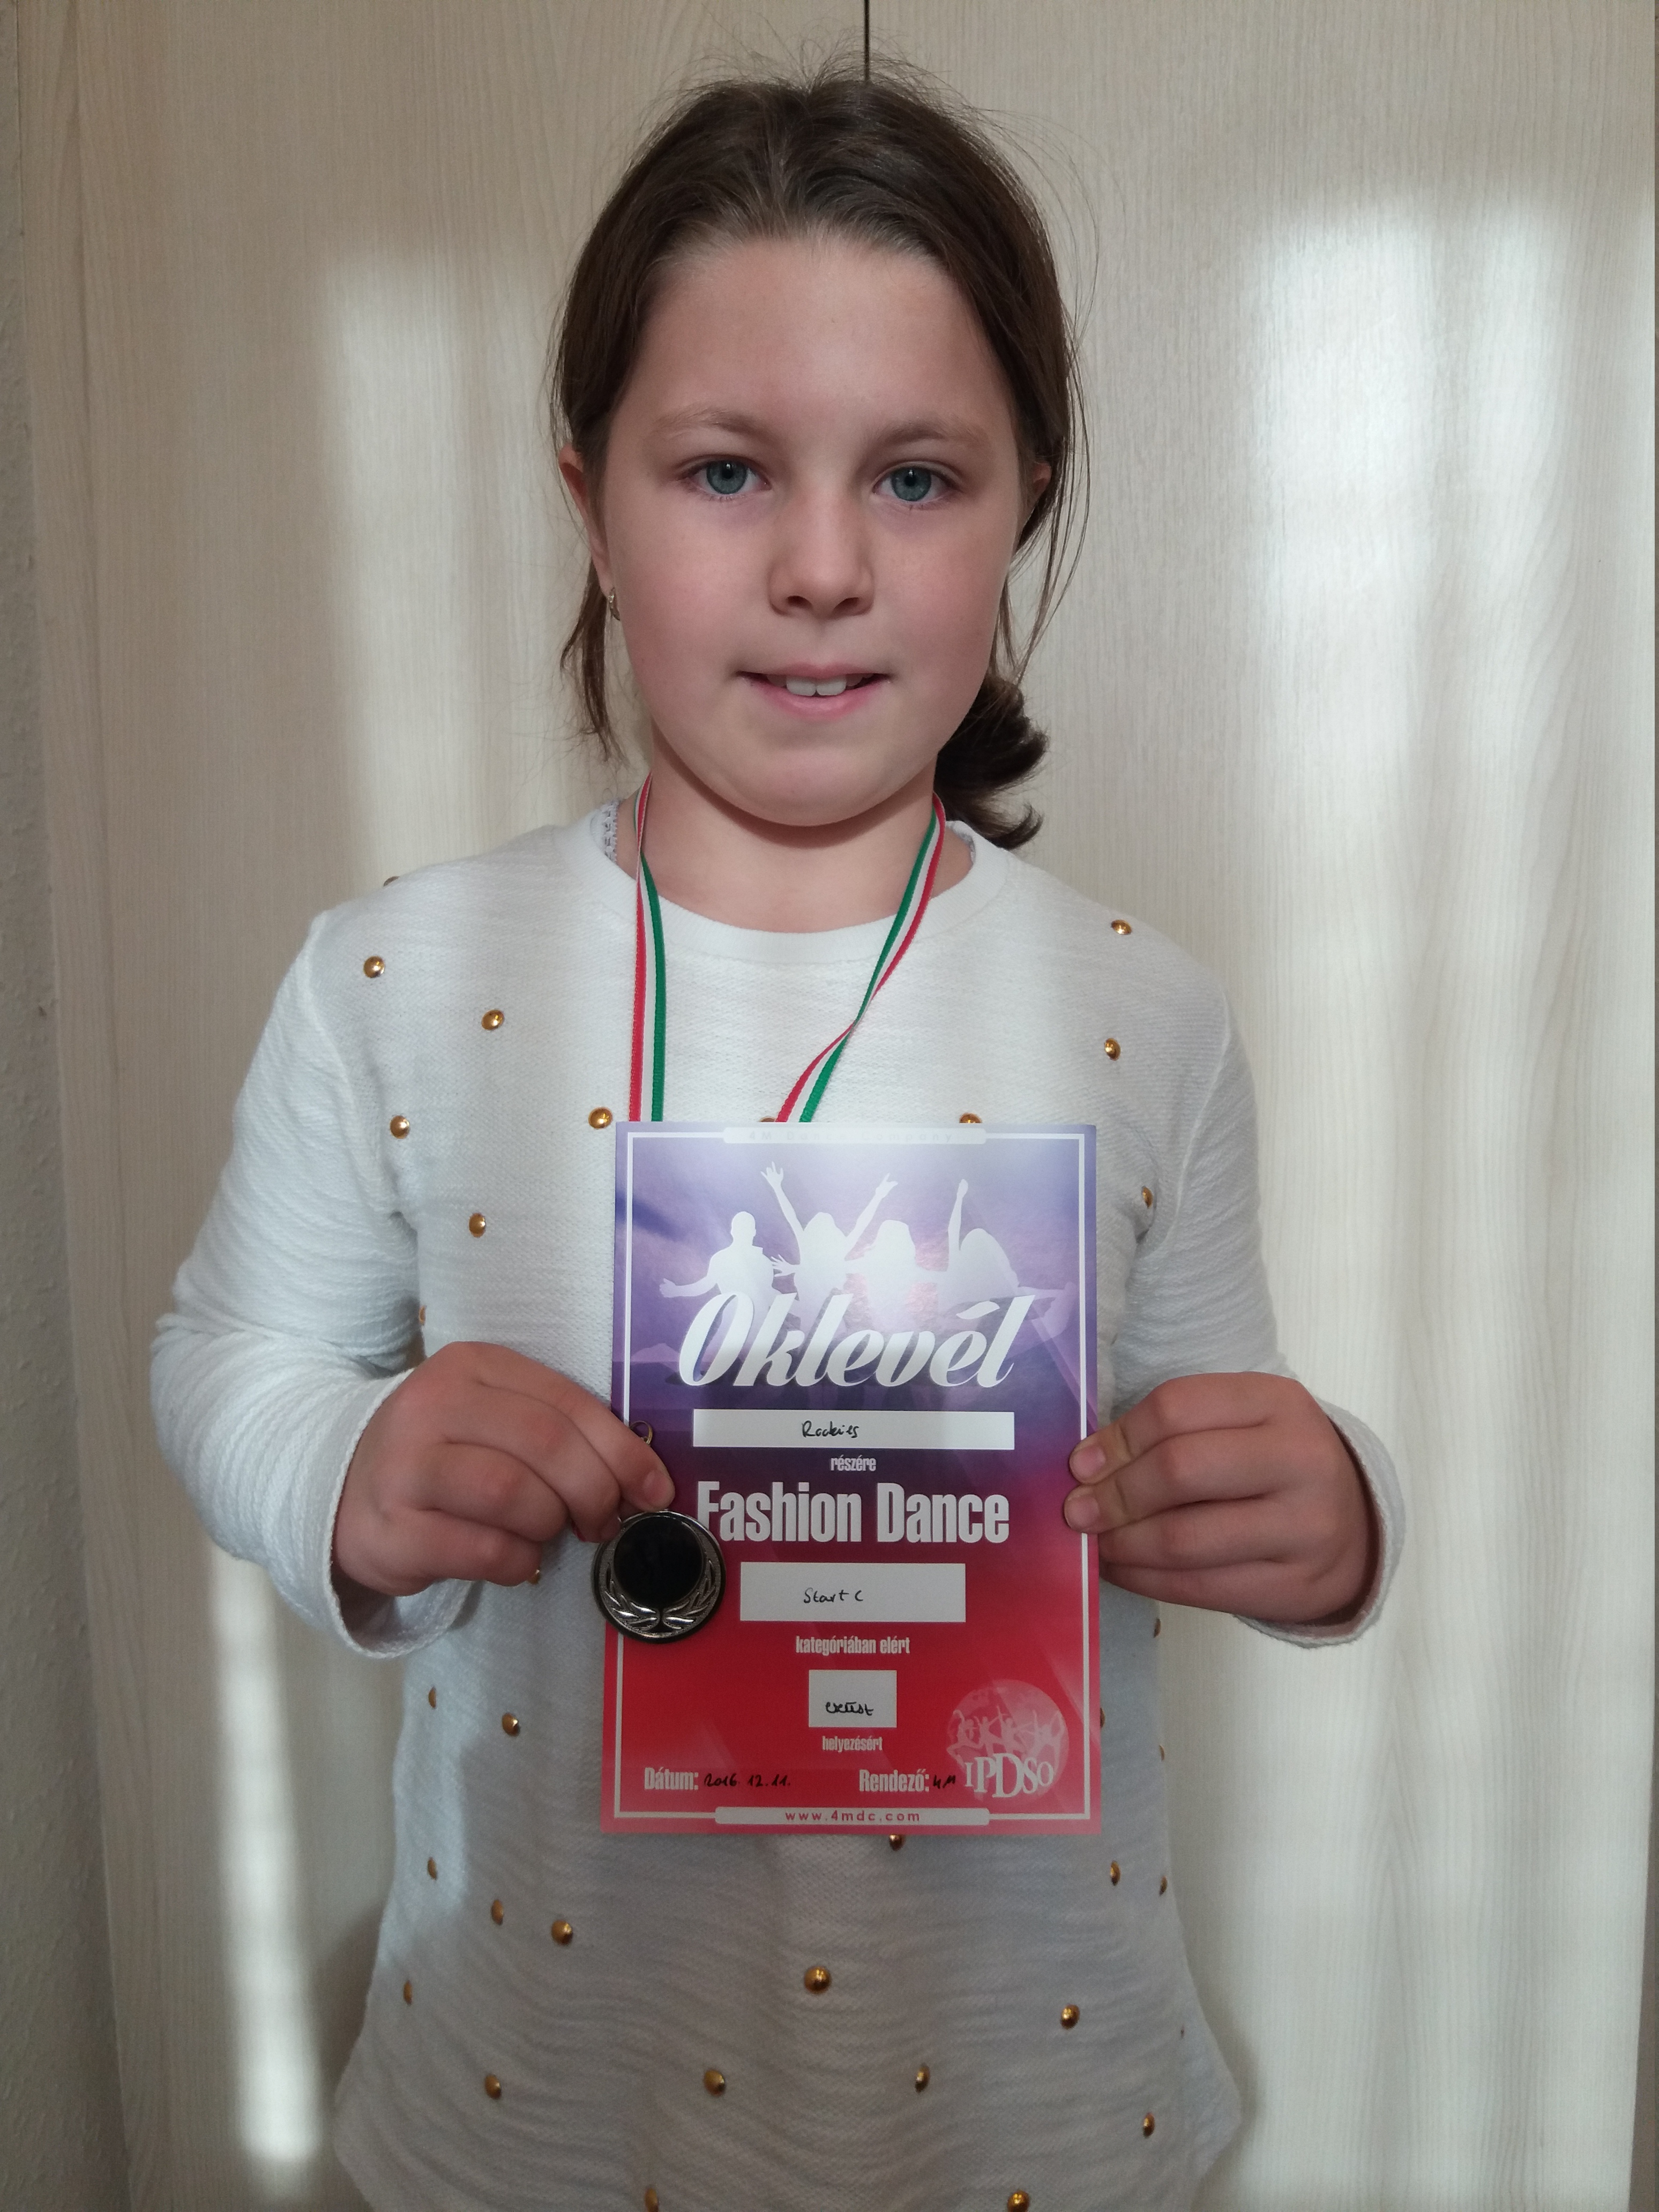 Oklevél
Rockies
részére
Fashion Dance
Start C
kategóriában elért
ezüst
helyezésért
Dátum: 2016. 12. 11. Rendező: 4M
IPDSO
www.4mdc.com